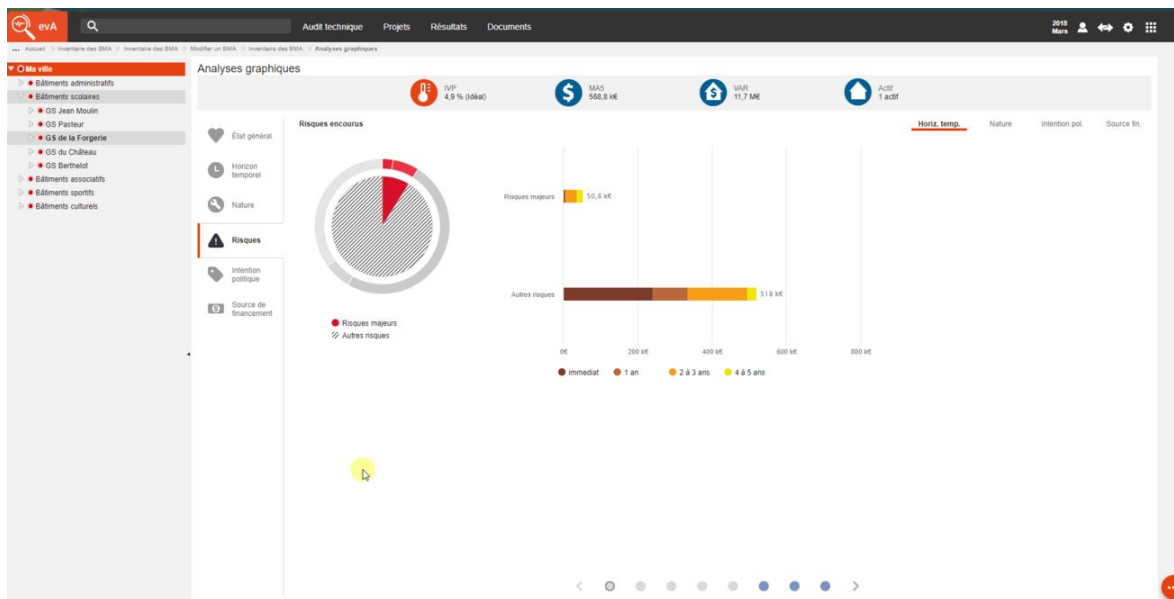 evA
Audit technique
Projets
Résultats
Documents
2018
Mars
... Accueil > Inventaire des BMA > Inventaire des BMA > Modifier un BMA > Inventaire des BMA > Analyses graphiques
Ma ville
Bâtiments administratifs
Bâtiments scolaires
GS Jean Moulin
GS Pasteur
GS de la Forgerie
GS du Château
GS Berthelot
Bâtiments associatifs
Bâtiments sportifs
Bâtiments culturels
Analyses graphiques
IVP
4,9 % (Idéal)
MAS
568,8 k€
VAR
11,7 M€
Actif
1 actif
État général
Horizon
temporel
Nature
Risques
Intention
politique
Source de
financement
Risques encourus
Horiz. temp.
Nature
Intention pol.
Source fin.
Risques majeurs
50,8 k€
Autres risques
518 k€
Risques majeurs
Autres risques
0€
200 k€
400 k€
600 k€
800 k€
immediat
1 an
2 à 3 ans
4 à 5 ans